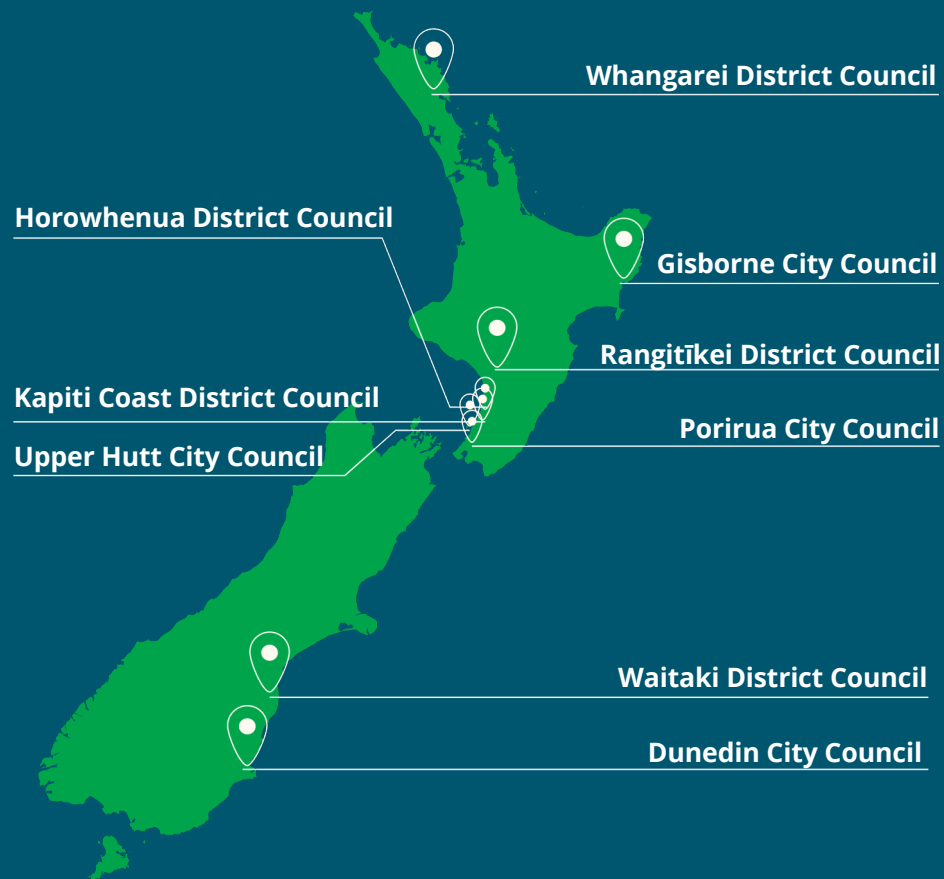 Whangarei District Council
Horowhenua District Council
Gisborne City Council
Rangitīkei District Council
Kapiti Coast District Council
Porirua City Council
Upper Hutt City Council
Waitaki District Council
Dunedin City Council